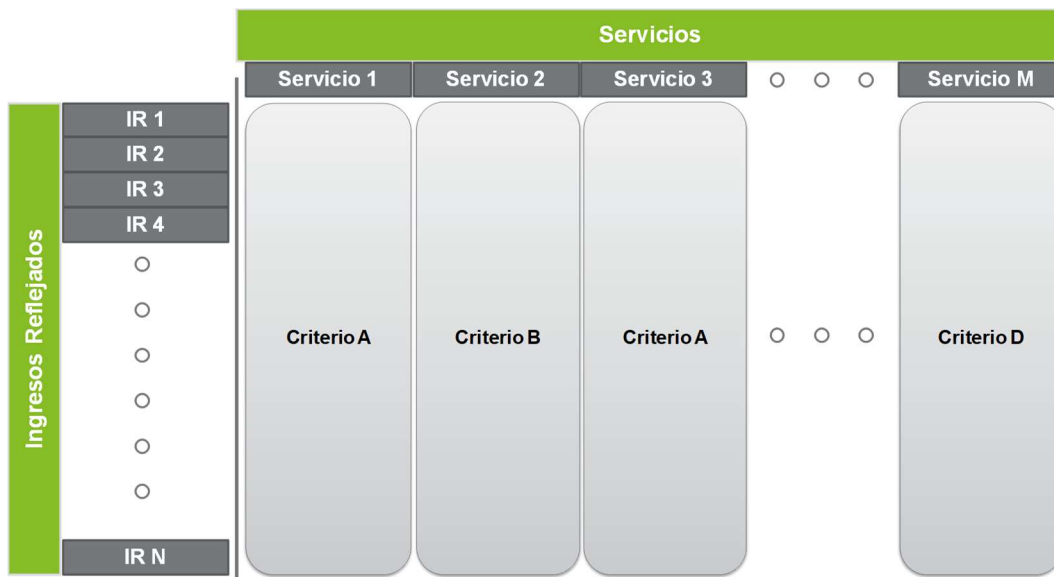 Servicios
Servicio 1
Servicio 2
Servicio 3
Servicio M
Ingresos Reflejados
IR 1
IR 2
IR 3
IR 4
IR N
Criterio A
Criterio B
Criterio A
Criterio D